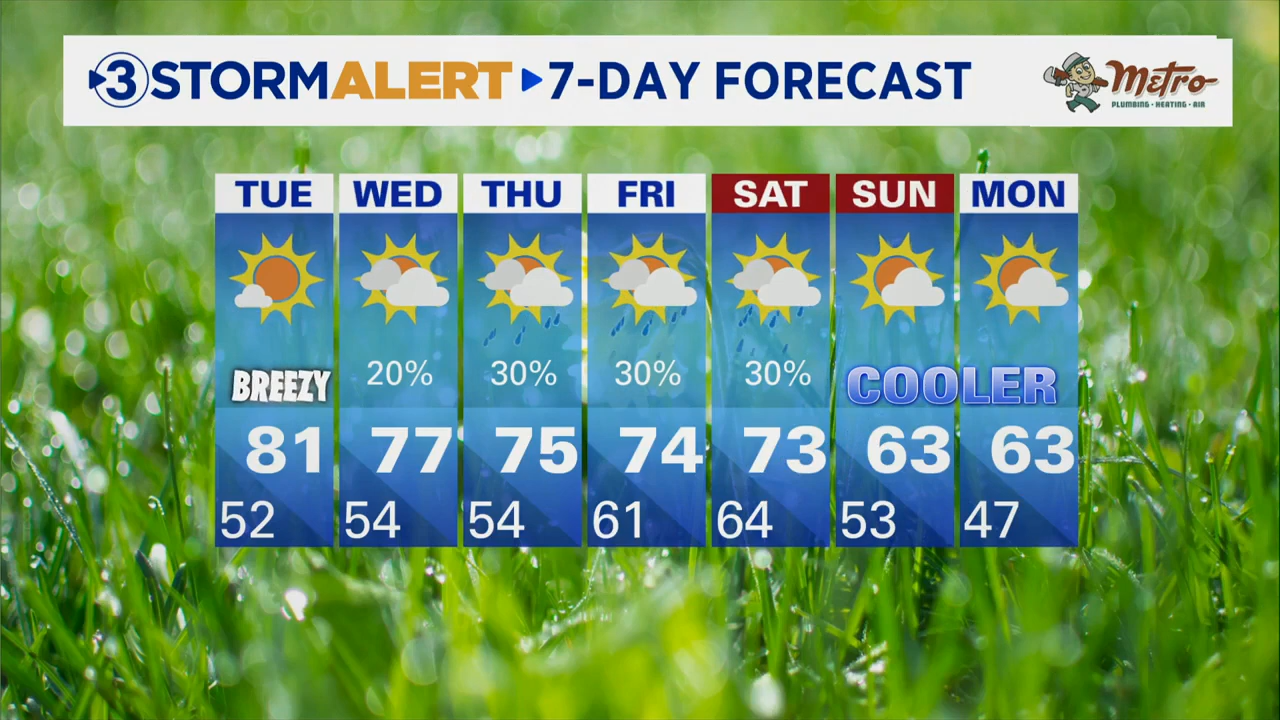 3 STORM ALERT 7-DAY FORECAST
Metro
PLUMBING • HEATING • AIR
TUE WED THU FRI SAT SUN MON
20% 30% 30% 30%
BREEZY COOLER
81 77 75 74 73 63 63
52 54 54 61 64 53 47